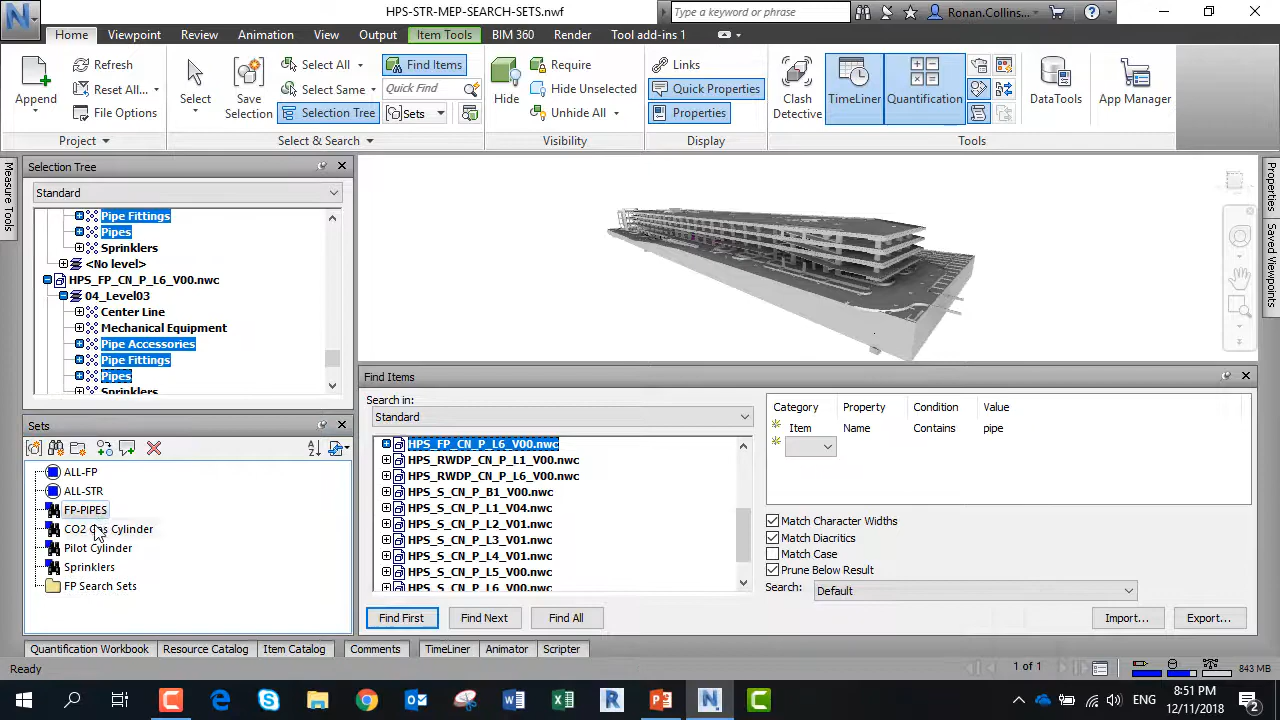 HPS-STR-MEP-SEARCH-SETS.nwf
Type a keyword or phrase
Ronan.Collins...
Home Viewpoint Review Animation View Output Item Tools BIM 360 Render Tool add-ins 1
Append
Refresh
Reset All...
File Options
Project
Select
Save Selection
Select All
Select Same
Selection Tree
Find Items
Quick Find
Sets
Select & Search
Hide
Require
Hide Unselected
Unhide All
Visibility
Links
Quick Properties
Properties
Display
Clash Detective
TimeLiner
Quantification
DataTools
App Manager
Tools
Measure Tools
Selection Tree
Standard
Pipe Fittings
Pipes
Sprinklers
<No level>
HPS_FP_CN_P_L6_V00.nwc
04_Level03
Center Line
Mechanical Equipment
Pipe Accessories
Pipe Fittings
Pipes
Sprinklers
Sets
ALL-FP
ALL-STR
FP-PIPES
CO2 Gas Cylinder
Pilot Cylinder
Sprinklers
FP Search Sets
Properties
Saved Viewpoints
Find Items
Search in:
Standard
HPS_FP_CN_P_L6_V00.nwc
HPS_RWDP_CN_P_L1_V00.nwc
HPS_RWDP_CN_P_L6_V00.nwc
HPS_S_CN_P_B1_V00.nwc
HPS_S_CN_P_L1_V04.nwc
HPS_S_CN_P_L2_V01.nwc
HPS_S_CN_P_L3_V01.nwc
HPS_S_CN_P_L4_V01.nwc
HPS_S_CN_P_L5_V00.nwc
HPS_S_CN_P_L6_V00.nwc
Category Property Condition Value
Item Name Contains pipe
Match Character Widths
Match Diacritics
Match Case
Prune Below Result
Search: Default
Find First Find Next Find All Import... Export...
Quantification Workbook Resource Catalog Item Catalog Comments TimeLiner Animator Scripter
Ready
1 of 1
843 MB
ENG
8:51 PM
12/11/2018
2